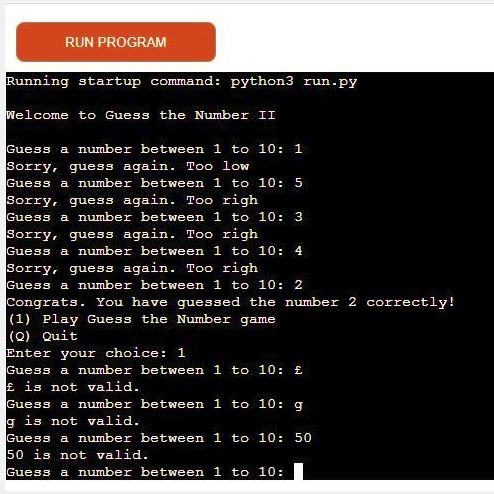 RUN PROGRAM
Running startup command: python3 run.py
Welcome to Guess the Number II
Guess a number between 1 to 10: 1
Sorry, guess again. Too low
Guess a number between 1 to 10: 5
Sorry, guess again. Too righ
Guess a number between 1 to 10: 3
Sorry, guess again. Too righ
Guess a number between 1 to 10: 4
Sorry, guess again. Too righ
Guess a number between 1 to 10: 2
Congrats. You have guessed the number 2 correctly!
(1) Play Guess the Number game
(Q) Quit
Enter your choice: 1
Guess a number between 1 to 10: £
£ is not valid.
Guess a number between 1 to 10: g
g is not valid.
Guess a number between 1 to 10: 50
50 is not valid.
Guess a number between 1 to 10: